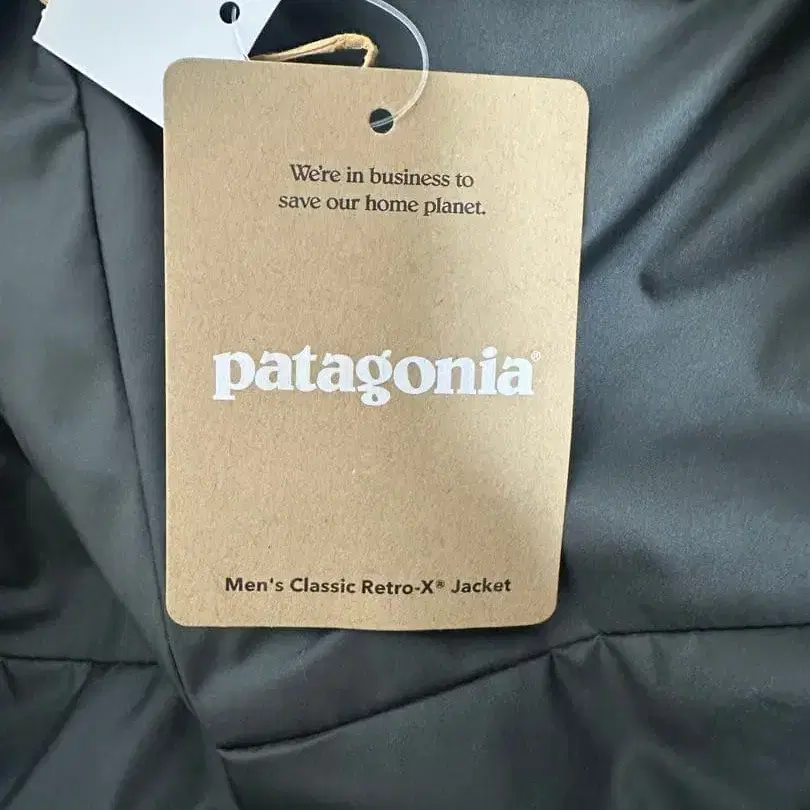 We're in business to
save our home planet.
patagonia®
Men's Classic Retro-X® Jacket